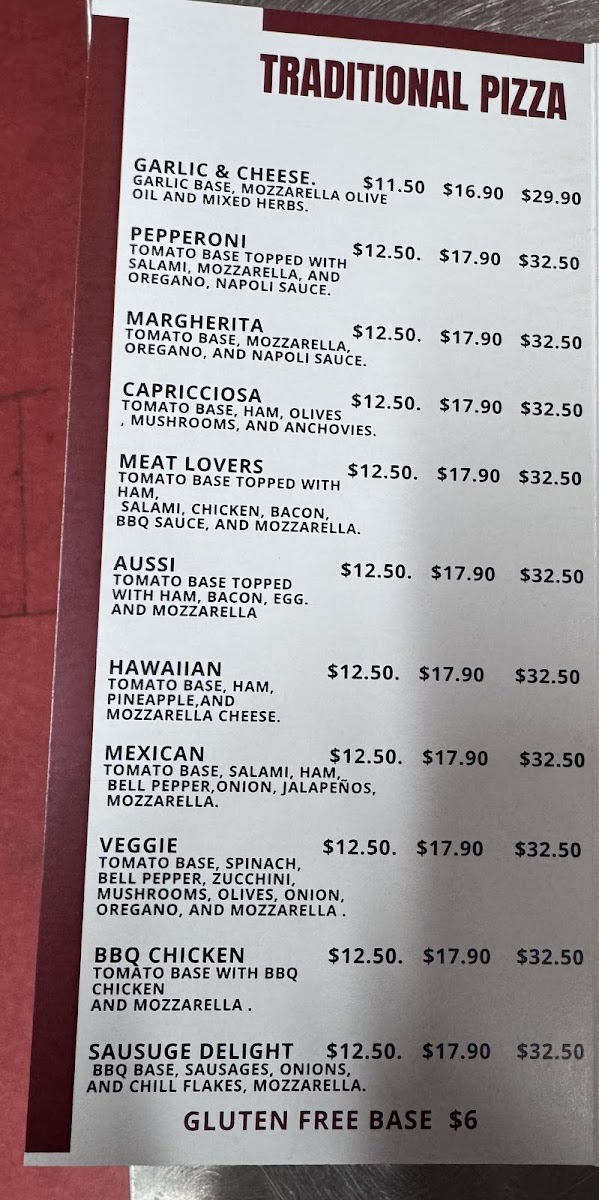 TRADITIONAL PIZZA
GARLIC & CHEESE. $11.50 $16.90 $29.90
GARLIC BASE, MOZZARELLA OLIVE
OIL AND MIXED HERBS.
PEPPERONI $12.50. $17.90 $32.50
TOMATO BASE TOPPED WITH
SALAMI, MOZZARELLA, AND
OREGANO, NAPOLI SAUCE.
MARGHERITA $12.50. $17.90 $32.50
TOMATO BASE, MOZZARELLA,
OREGANO, AND NAPOLI SAUCE.
CAPRICCIOSA $12.50. $17.90 $32.50
TOMATO BASE, HAM, OLIVES
, MUSHROOMS, AND ANCHOVIES.
MEAT LOVERS $12.50. $17.90 $32.50
TOMATO BASE TOPPED WITH
HAM,
SALAMI, CHICKEN, BACON,
BBQ SAUCE, AND MOZZARELLA.
AUSSI $12.50. $17.90 $32.50
TOMATO BASE TOPPED
WITH HAM, BACON, EGG.
AND MOZZARELLA
HAWAIIAN $12.50. $17.90 $32.50
TOMATO BASE, HAM,
PINEAPPLE,AND
MOZZARELLA CHEESE.
MEXICAN $12.50. $17.90 $32.50
TOMATO BASE, SALAMI, HAM,
BELL PEPPER,ONION, JALAPEÑOS,
MOZZARELLA.
VEGGIE $12.50. $17.90 $32.50
TOMATO BASE, SPINACH,
BELL PEPPER, ZUCCHINI,
MUSHROOMS, OLIVES, ONION,
OREGANO, AND MOZZARELLA .
BBQ CHICKEN $12.50. $17.90 $32.50
TOMATO BASE WITH BBQ
CHICKEN
AND MOZZARELLA .
SAUSUGE DELIGHT $12.50. $17.90 $32.50
BBQ BASE, SAUSAGES, ONIONS,
AND CHILL FLAKES, MOZZARELLA.
GLUTEN FREE BASE $6